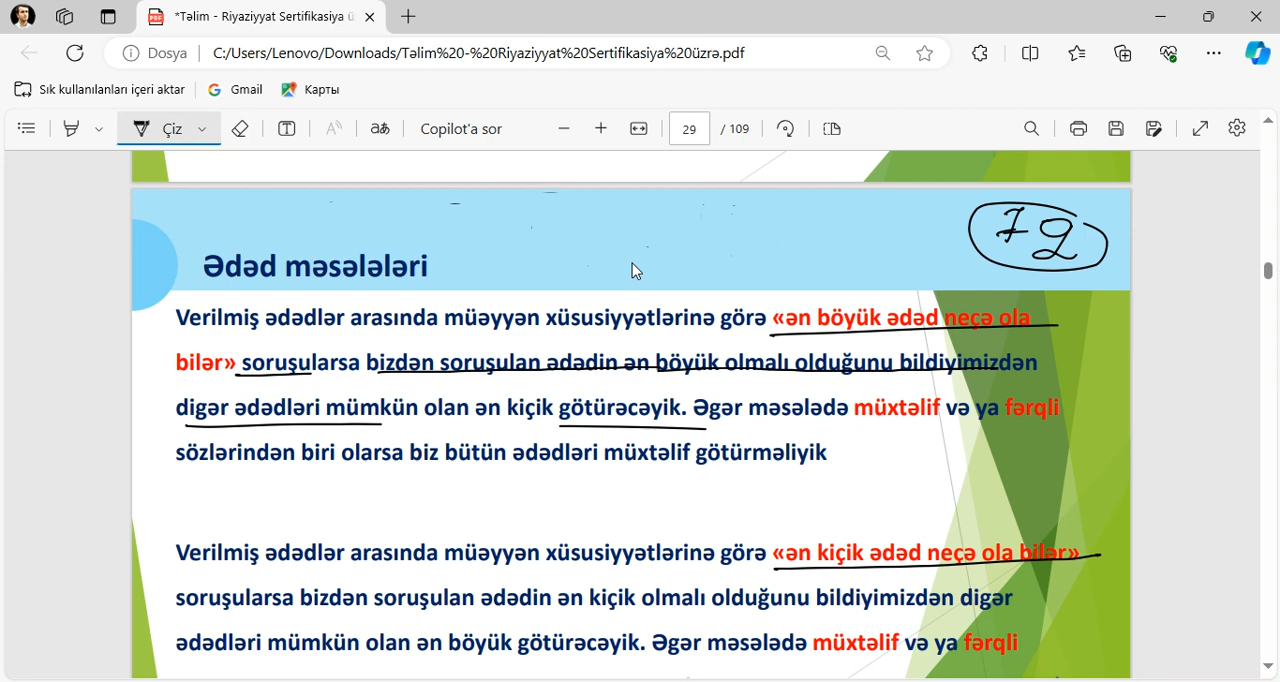 *Təlim - Riyaziyyat Sertifikasiya ü
Dosya
C:/Users/Lenovo/Downloads/Təlim%20-%20Riyaziyyat%20Sertifikasiya%20üzrə.pdf
Sık kullanılanları içeri aktar
Gmail
Карты
Çiz
aあ
Copilot'a sor
29
/ 109
72
Ədəd məsələləri
Verilmiş ədədlər arasında müəyyən xüsusiyyətlərinə görə «ən böyük ədəd neçə ola
bilər» soruşularsa bizdən soruşulan ədədin ən böyük olmalı olduğunu bildiyimizdən
digər ədədləri mümkün olan ən kiçik götürəcəyik. Əgər məsələdə müxtəlif və ya fərqli
sözlərindən biri olarsa biz bütün ədədləri müxtəlif götürməliyik
Verilmiş ədədlər arasında müəyyən xüsusiyyətlərinə görə «ən kiçik ədəd neçə ola bilər»
soruşularsa bizdən soruşulan ədədin ən kiçik olmalı olduğunu bildiyimizdən digər
ədədləri mümkün olan ən böyük götürəcəyik. Əgər məsələdə müxtəlif və ya fərqli